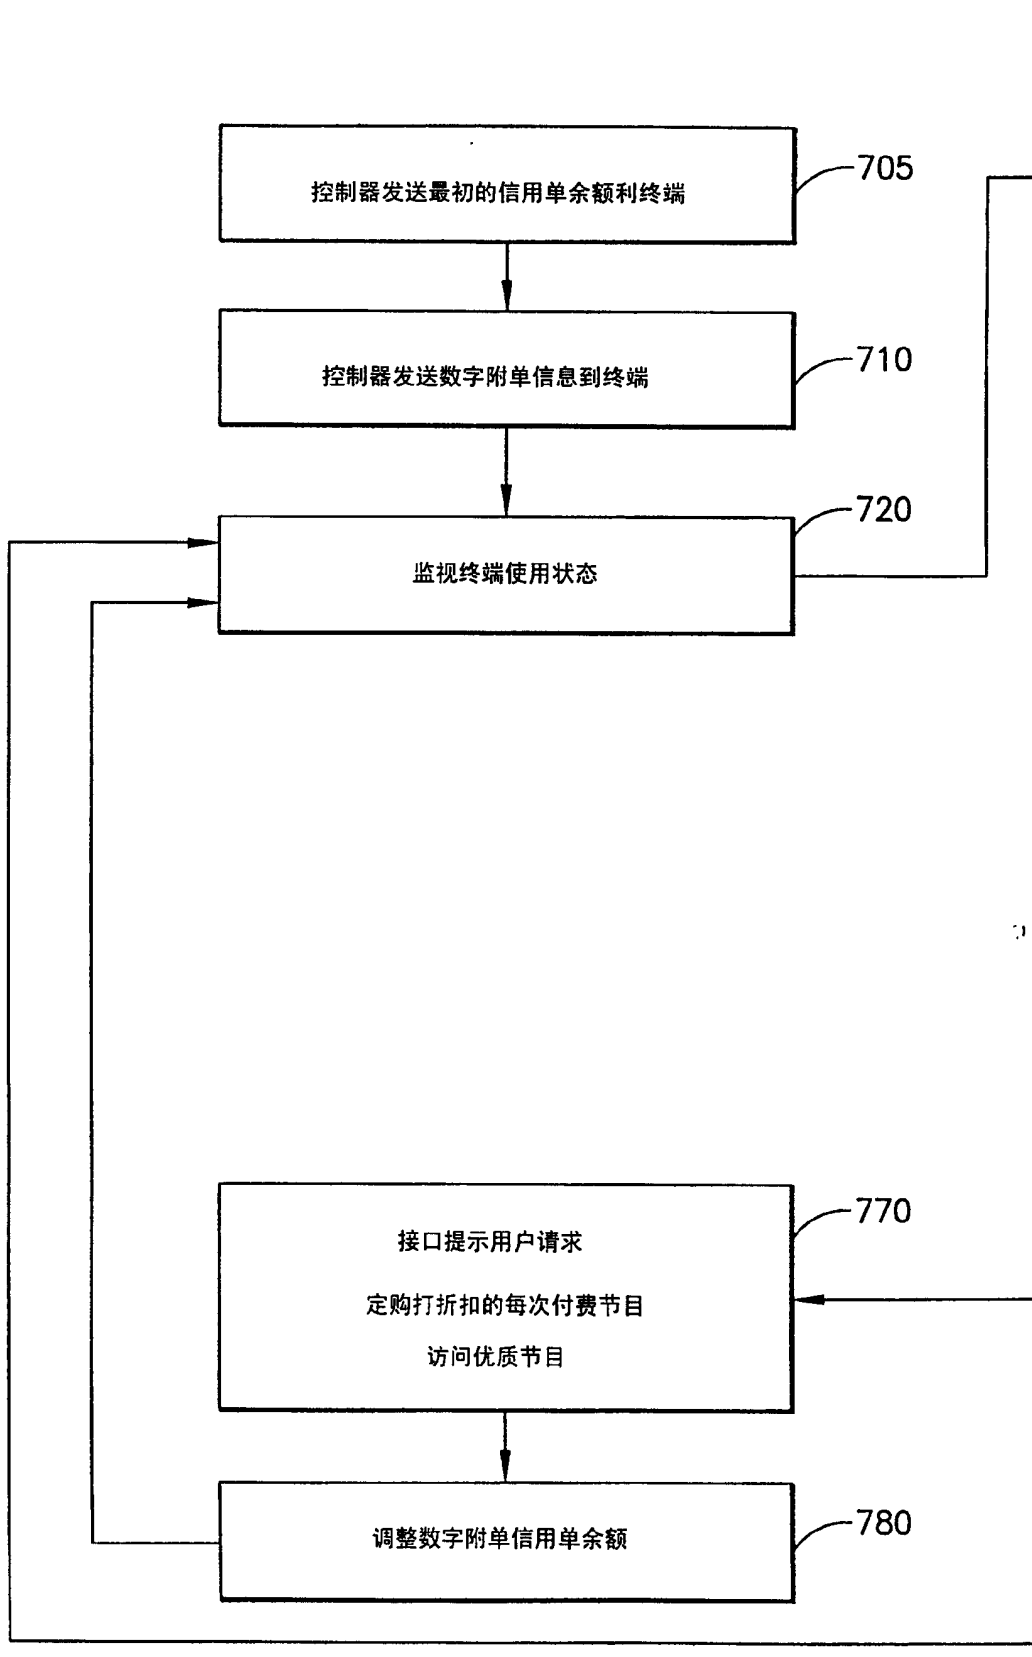 控制器发送最初的信用单余额利终端
705
控制器发送数字附单信息到终端
710
720
监视终端使用状态
770
接口提示用户请求
定购打折扣的每次付费节目
访问优质节目
780
调整数字附单信用单余额